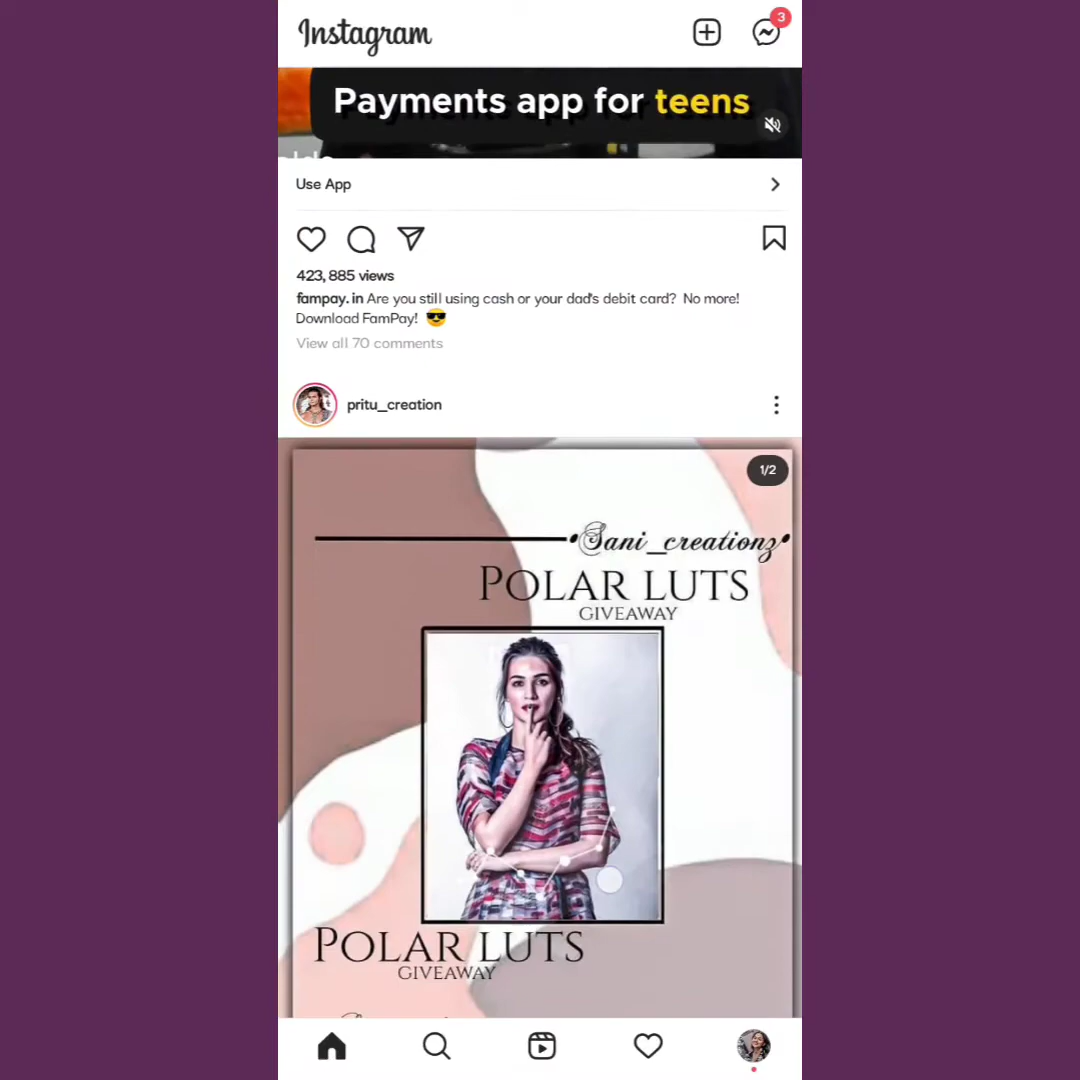 Instagram
3
Payments app for teens
Use App
423, 885 views
fampay. in Are you still using cash or your dad's debit card? No more!
Download FamPay! 😎
View all 70 comments
pritu_creation
1/2
Sani_creationz
POLAR LUTS
GIVEAWAY
POLAR LUTS
GIVEAWAY